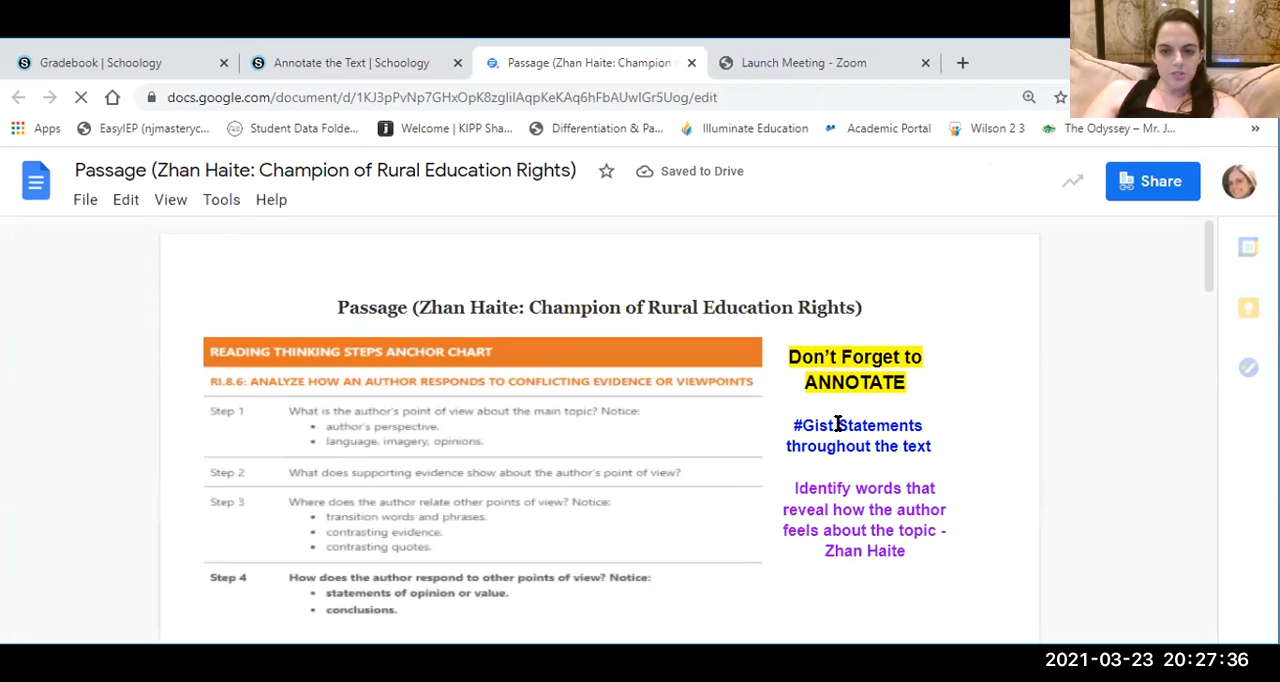 Gradebook | Schoology
Annotate the Text | Schoology
Passage (Zhan Haite: Champion
Launch Meeting - Zoom
docs.google.com/document/d/1KJ3pPvNp7GHxOpK8zgIilAqpKeKAq6hFbAUwIGr5Uog/edit
Apps
EasyIEP (njmasteryc...
Student Data Folde...
Welcome | KIPP Sha...
Differentiation & Pa...
Illuminate Education
Academic Portal
Wilson 2 3
The Odyssey – Mr. J...
»
Passage (Zhan Haite: Champion of Rural Education Rights)
Saved to Drive
Share
File Edit View Tools Help
Passage (Zhan Haite: Champion of Rural Education Rights)
READING THINKING STEPS ANCHOR CHART
RI.8.6: ANALYZE HOW AN AUTHOR RESPONDS TO CONFLICTING EVIDENCE OR VIEWPOINTS
Step 1 What is the author's point of view about the main topic? Notice:
• author's perspective.
• language, imagery, opinions.
Step 2 What does supporting evidence show about the author's point of view?
Step 3 Where does the author relate other points of view? Notice:
• transition words and phrases.
• contrasting evidence.
• contrasting quotes.
Step 4 How does the author respond to other points of view? Notice:
• statements of opinion or value.
• conclusions.
Don't Forget to
ANNOTATE
#Gist Statements
throughout the text
Identify words that
reveal how the author
feels about the topic -
Zhan Haite
2021-03-23 20:27:36